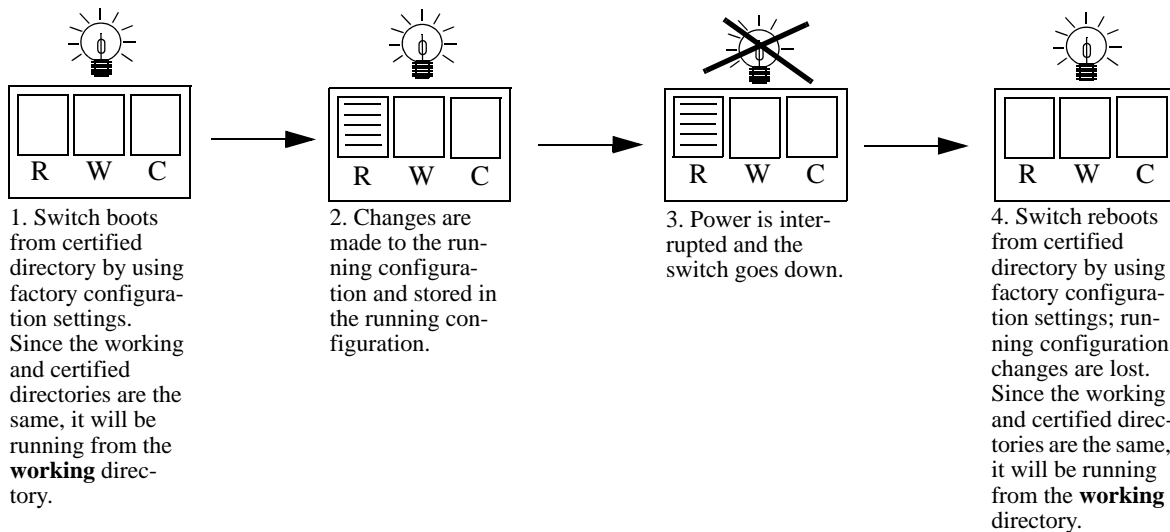 R W C
1. Switch boots
from certified
directory by using
factory configura-
tion settings.
Since the working
and certified
directories are the
same, it will be
running from the
working direc-
tory.
R W C
2. Changes are
made to the run-
ning configura-
tion and stored in
the running con-
figuration.
R W C
3. Power is inter-
rupted and the
switch goes down.
R W C
4. Switch reboots
from certified
directory by using
factory configura-
tion settings; run-
ning configuration
changes are lost.
Since the working
and certified direc-
tories are the same,
it will be running
from the working
directory.